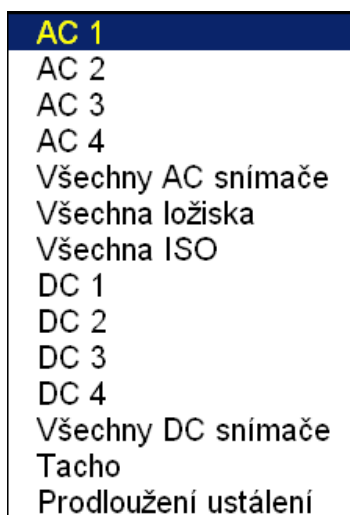 AC 1
AC 2
AC 3
AC 4
Všechny AC snímače
Všechna ložiska
Všechna ISO
DC 1
DC 2
DC 3
DC 4
Všechny DC snímače
Tacho
Prodloužení ustálení